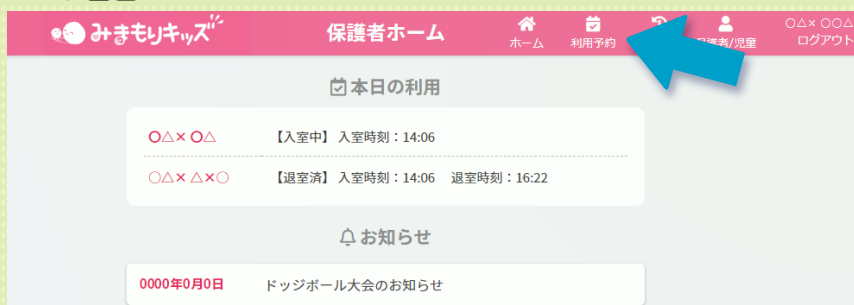 みまもりキッズ
保護者ホーム
ホーム
利用予約
保護者/児童
○△× ○○△
ログアウト
本日の利用
○△× ○△ 【入室中】 入室時刻：14:06
○△× △×○ 【退室済】 入室時刻：14:06 退室時刻：16:22
お知らせ
0000年0月0日 ドッジボール大会のお知らせ